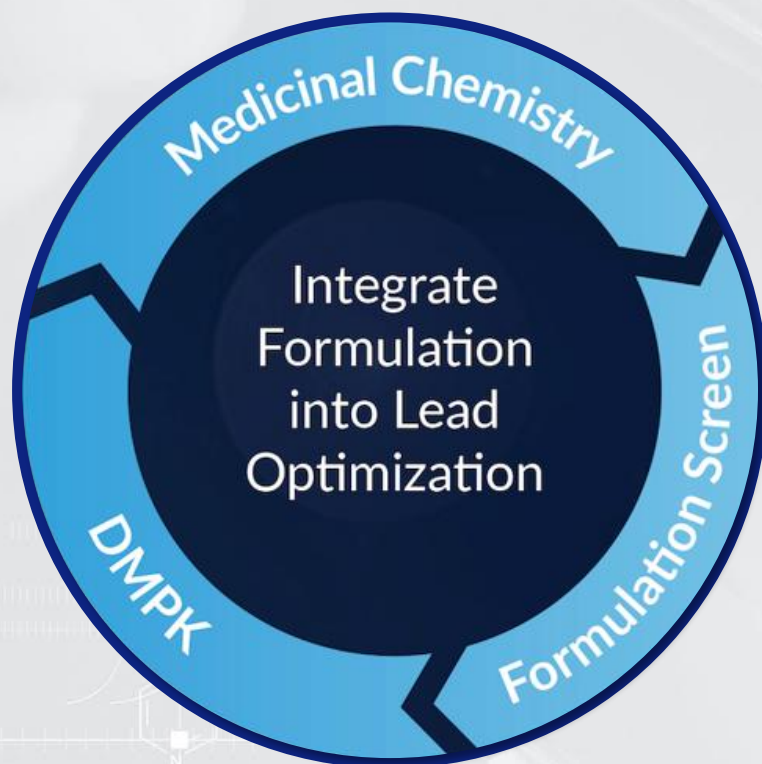 Medicinal Chemistry
Integrate
Formulation
into Lead
Optimization
Formulation Screen
DMPK
N